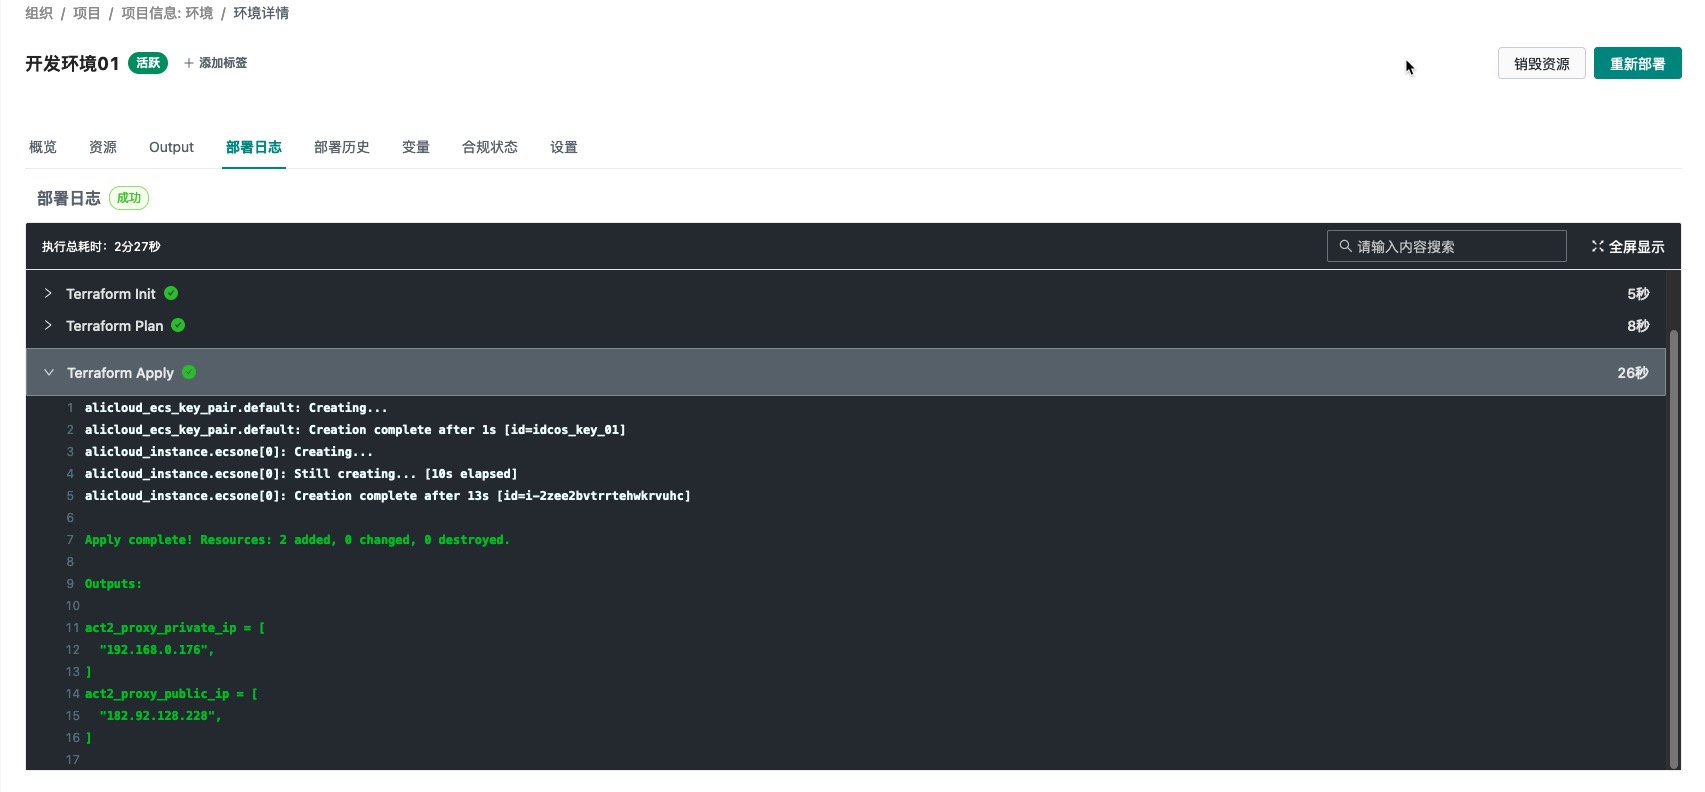 组织 / 项目 / 项目信息: 环境 / 环境详情
开发环境01 活跃 + 添加标签 销毁资源 重新部署
概览 资源 Output 部署日志 部署历史 变量 合规状态 设置
部署日志 成功
执行总耗时：2分27秒 请输入内容搜索 全屏显示
Terraform Init 5秒
Terraform Plan 8秒
Terraform Apply 26秒
1 alicloud_ecs_key_pair.default: Creating...
2 alicloud_ecs_key_pair.default: Creation complete after 1s [id=idcos_key_01]
3 alicloud_instance.ecsone[0]: Creating...
4 alicloud_instance.ecsone[0]: Still creating... [10s elapsed]
5 alicloud_instance.ecsone[0]: Creation complete after 13s [id=i-2zee2bvtrrtehwkrvuhc]
6
7 Apply complete! Resources: 2 added, 0 changed, 0 destroyed.
8
9 Outputs:
10
11 act2_proxy_private_ip = [
12 "192.168.0.176",
13 ]
14 act2_proxy_public_ip = [
15 "182.92.128.228",
16 ]
17